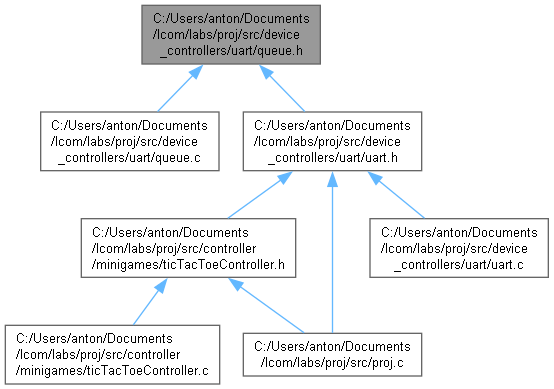 C:/Users/anton/Documents
/lcom/labs/proj/src/device
_controllers/uart/queue.h
C:/Users/anton/Documents
/lcom/labs/proj/src/device
_controllers/uart/queue.c
C:/Users/anton/Documents
/lcom/labs/proj/src/device
_controllers/uart/uart.h
C:/Users/anton/Documents
/lcom/labs/proj/src/controller
/minigames/ticTacToeController.h
C:/Users/anton/Documents
/lcom/labs/proj/src/device
_controllers/uart/uart.c
C:/Users/anton/Documents
/lcom/labs/proj/src/controller
/minigames/ticTacToeController.c
C:/Users/anton/Documents
/lcom/labs/proj/src/proj.c